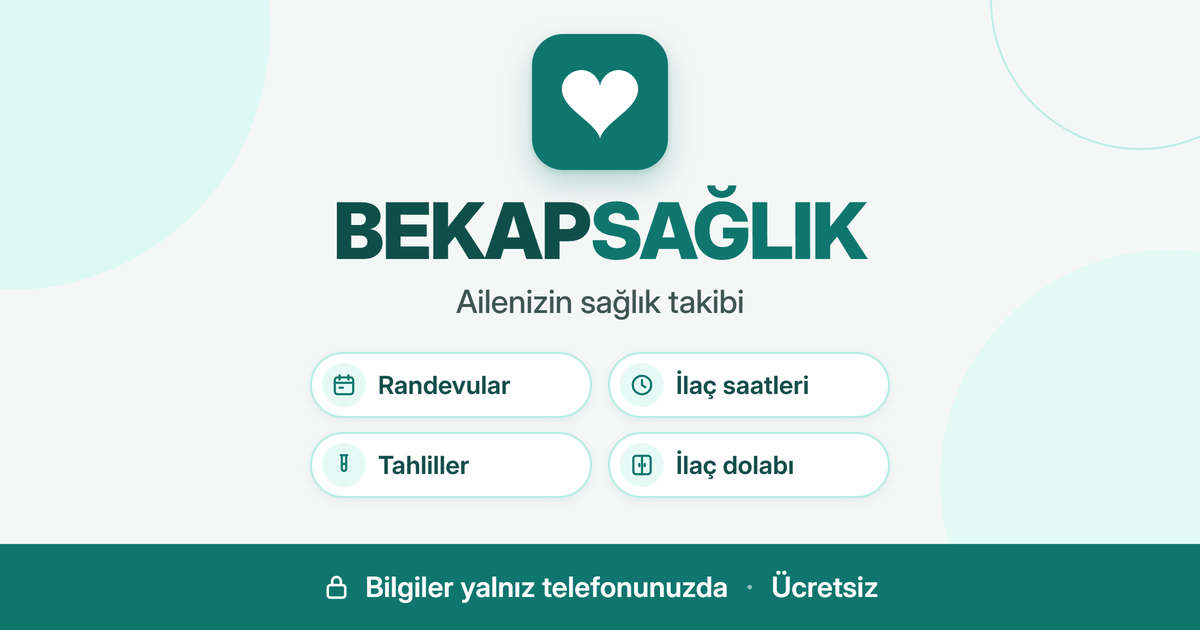 BEKAPSAĞLIK
Ailenizin sağlık takibi
Randevular
İlaç saatleri
Tahliller
İlaç dolabı
Bilgiler yalnız telefonunuzda · Ücretsiz